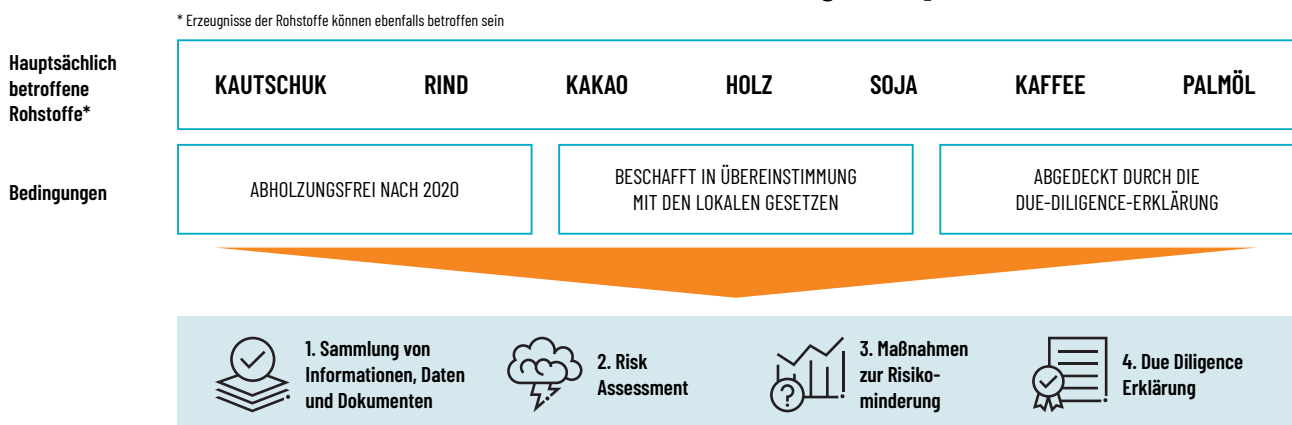 * Erzeugnisse der Rohstoffe können ebenfalls betroffen sein
Hauptsächlich
betroffene
Rohstoffe*
KAUTSCHUK RIND KAKAO HOLZ SOJA KAFFEE PALMÖL
Bedingungen
ABHOLZUNGSFREI NACH 2020
BESCHAFFT IN ÜBEREINSTIMMUNG
MIT DEN LOKALEN GESETZEN
ABGEDECKT DURCH DIE
DUE-DILIGENCE-ERKLÄRUNG
1. Sammlung von
Informationen, Daten
und Dokumenten
2. Risk
Assessment
3. Maßnahmen
zur Risiko-
minderung
4. Due Diligence
Erklärung